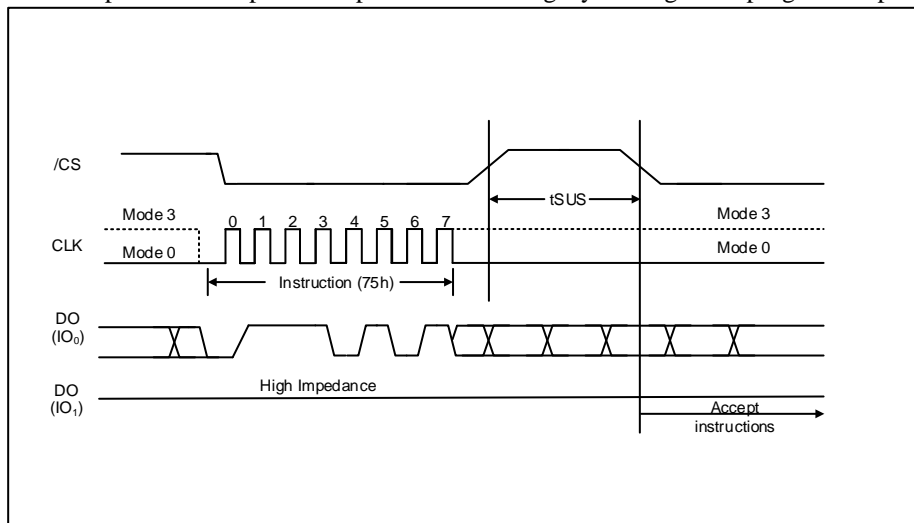 /CS
tSUS
Mode 3
0 1 2 3 4 5 6 7
Mode 3
CLK
Mode 0
Mode 0
Instruction (75h)
DO
(IO0)
High Impedance
DO
(IO1)
Accept
instructions